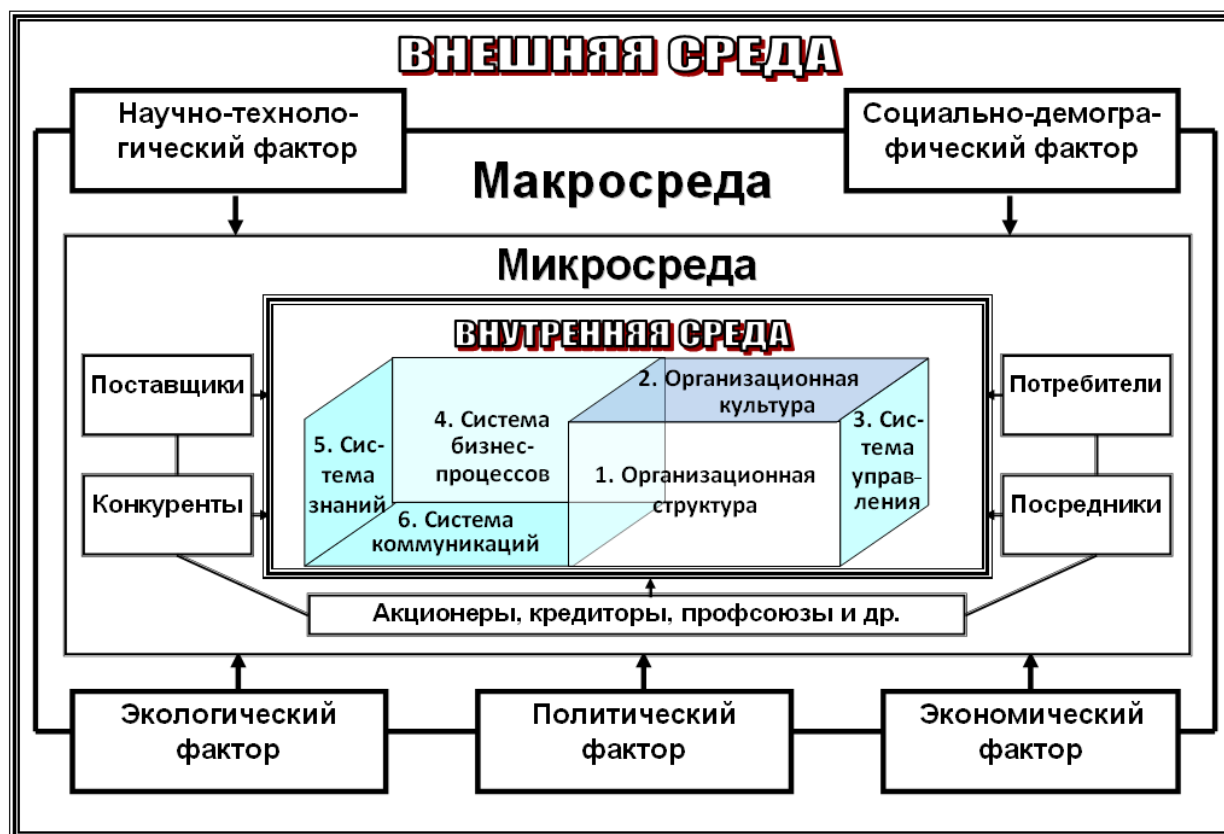 ВНЕШНЯЯ СРЕДА
Научно-техноло-
гический фактор
Социально-демогра-
фический фактор
Макросреда
Микросреда
ВНУТРЕННЯЯ СРЕДА
Поставщики
Конкуренты
2. Организационная
культура
4. Система
бизнес-
процессов
5. Сис-
тема
знаний
3. Сис-
тема
управ-
ления
1. Организационная
структура
6. Система
коммуникаций
Потребители
Посредники
Акционеры, кредиторы, профсоюзы и др.
Экологический
фактор
Политический
фактор
Экономический
фактор